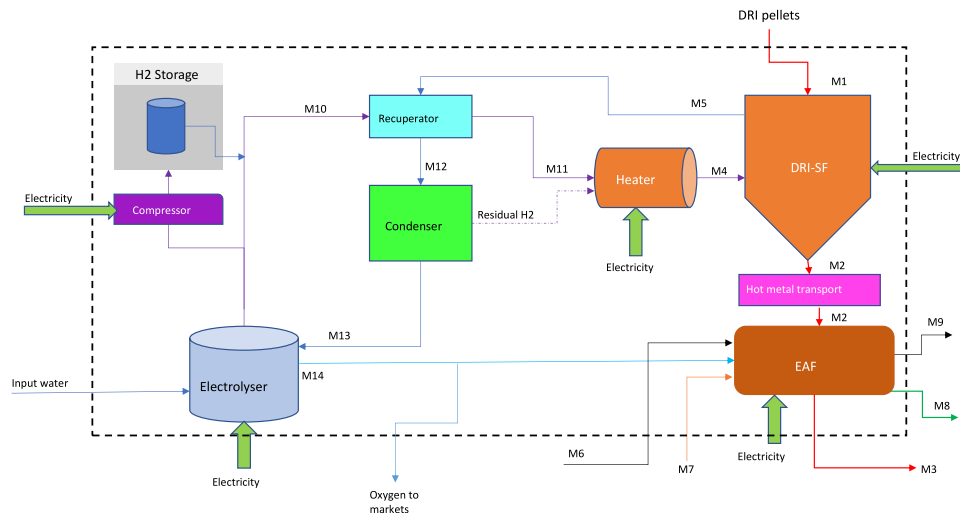 DRI pellets
H2 Storage
M1
M5
M10
Recuperator
DRI-SF
Electricity
M12
M11
M4
Heater
Electricity
Compressor
Residual H2
Condenser
Electricity
M2
Hot metal transport
M2
M9
M13
M14
EAF
Input water
Electrolyser
M8
M6
M7
Electricity
M3
Electricity
Oxygen to
markets